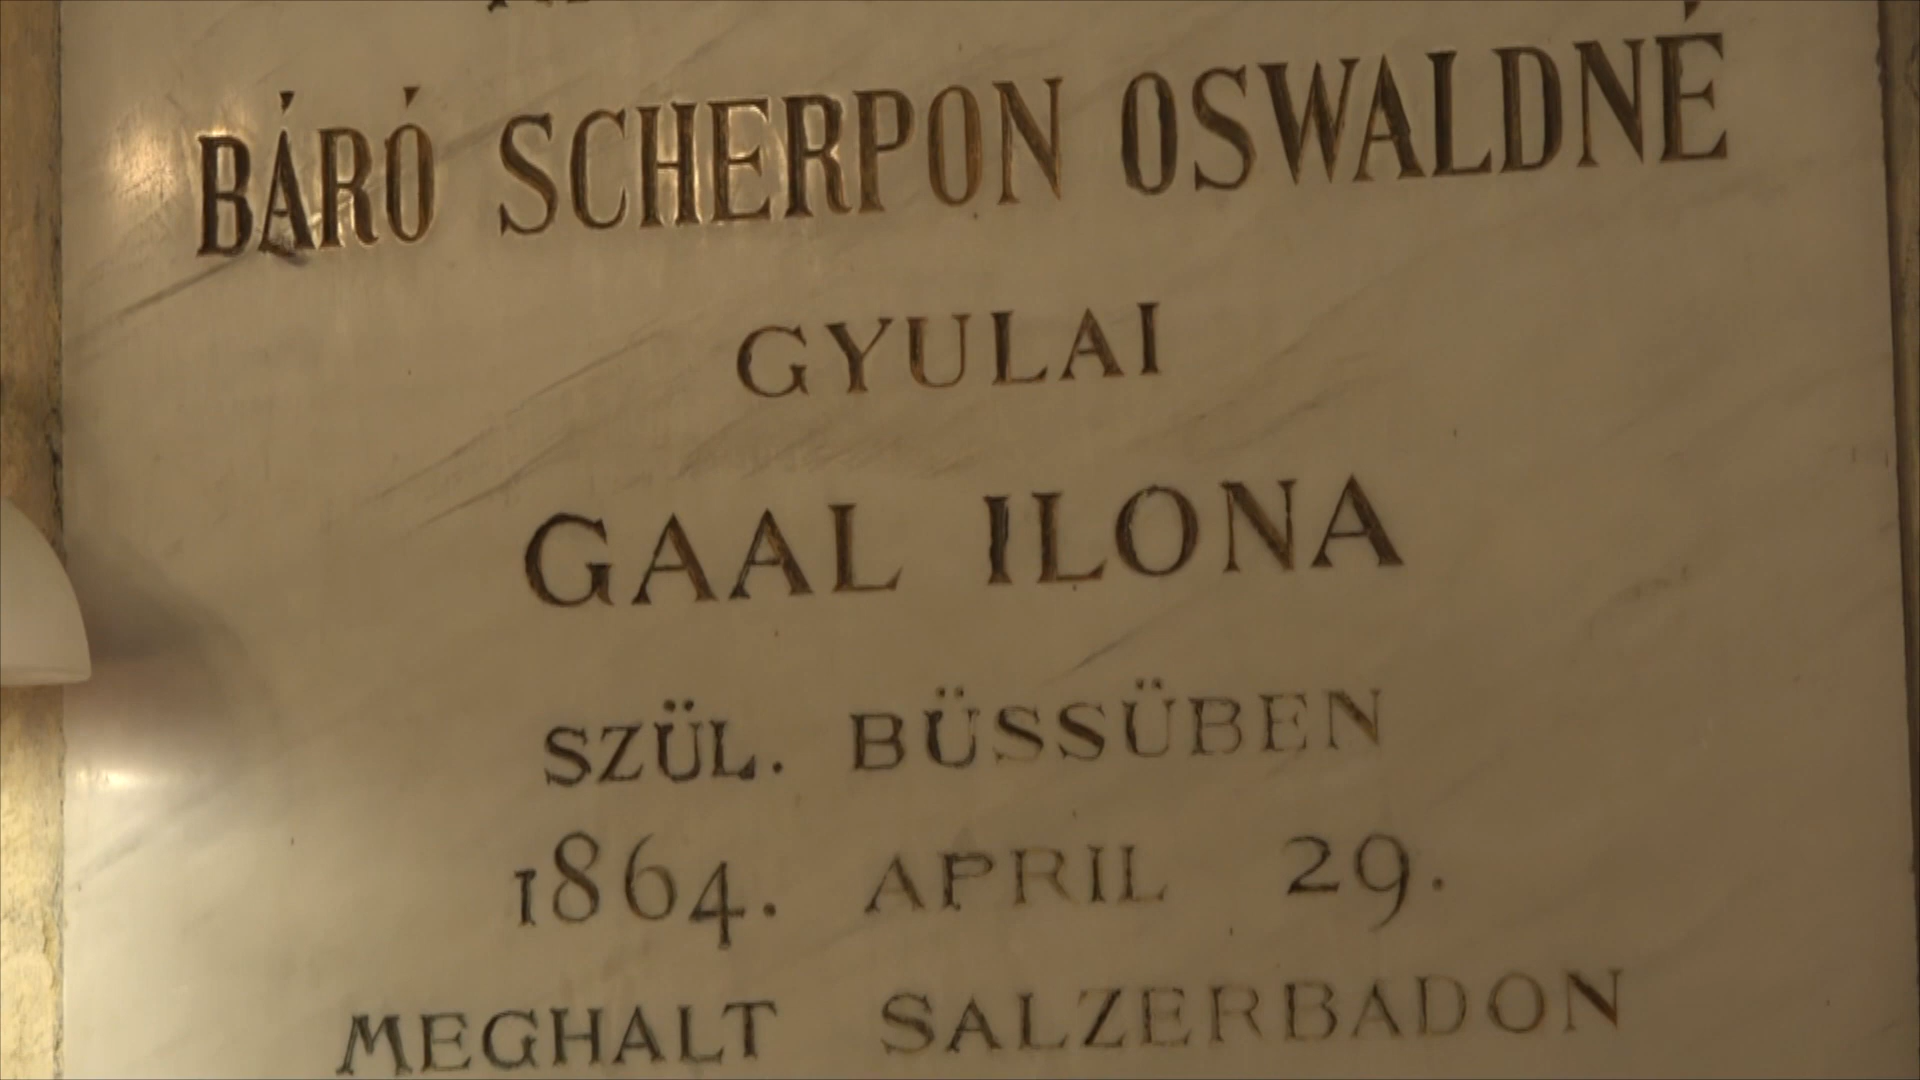 BÁRÓ SCHERPON OSWALDNÉ
GYULAI
GAAL ILONA
SZÜL. BÜSSÜBEN
1864. APRIL 29.
MEGHALT SALZERBADON